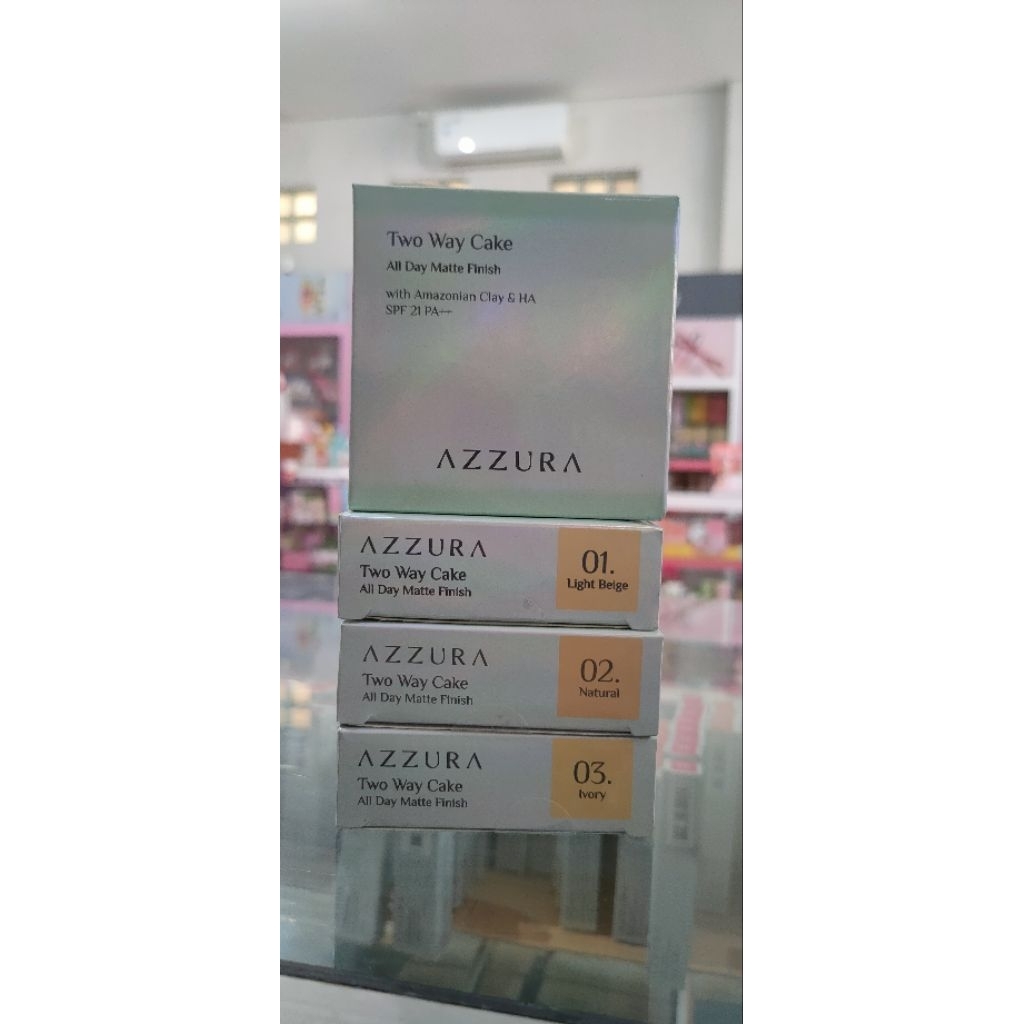 Two Way Cake
All Day Matte Finish
with Amazonian Clay & HA
SPF 21 PA++
AZZURA
AZZURA
Two Way Cake
All Day Matte Finish
01.
Light Beige
AZZURA
Two Way Cake
All Day Matte Finish
02.
Natural
AZZURA
Two Way Cake
All Day Matte Finish
03.
Ivory